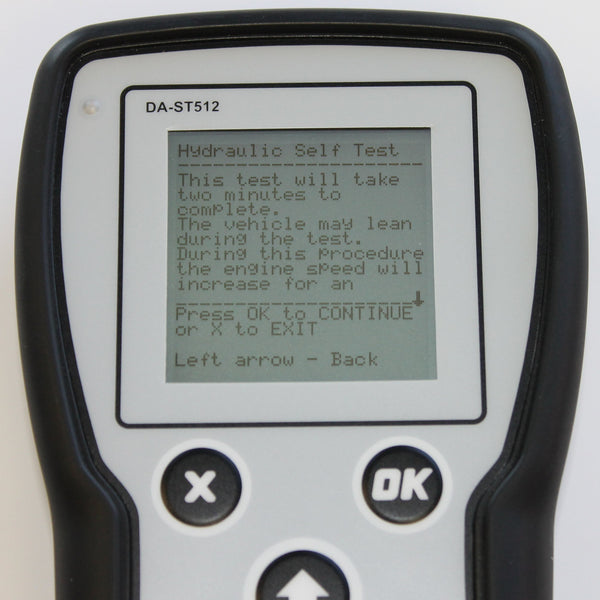 DA-ST512
Hydraulic Self Test
This test will take
two minutes to
complete.
The vehicle may lean
during the test.
During this procedure
the engine speed will
increase for an
Press OK to CONTINUE
or X to EXIT
Left arrow - Back
X
OK